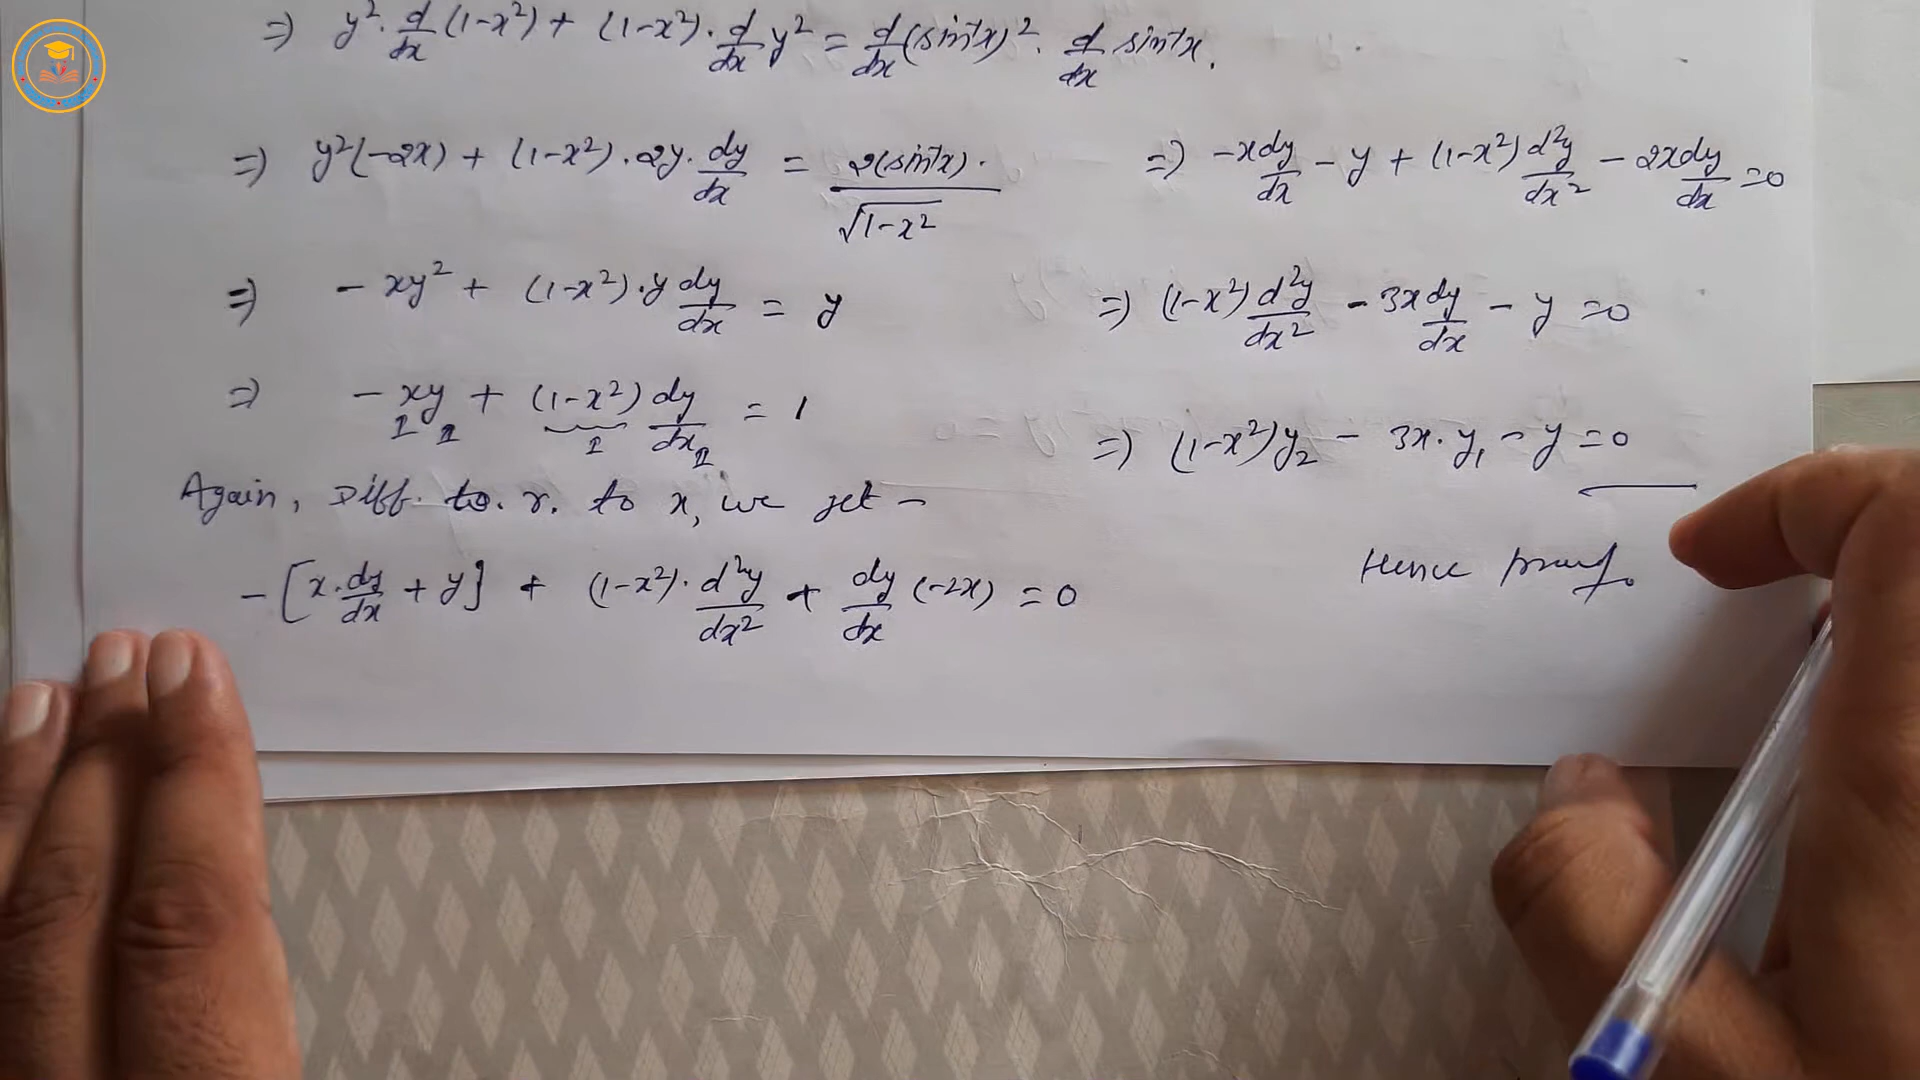 ⇒ y². d/dx (1-x²) + (1-x²). d/dx y² = d/dx (sin⁻¹x)². d/dx sin⁻¹x.
⇒ y²(-2x) + (1-x²). 2y. dy/dx = 2(sin⁻¹x). / √(1-x²)
⇒ -xy² + (1-x²). y dy/dx = y
⇒ -xy + (1-x²) dy/dx = 1
I II I II
Again, Diff. w. r. to x, we get -
-[x. dy/dx + y] + (1-x²). d²y/dx² + dy/dx (-2x) = 0
⇒ -x dy/dx - y + (1-x²) d²y/dx² - 2x dy/dx = 0
⇒ (1-x²) d²y/dx² - 3x dy/dx - y = 0
⇒ (1-x²)y₂ - 3x. y₁ - y = 0
Hence proof.